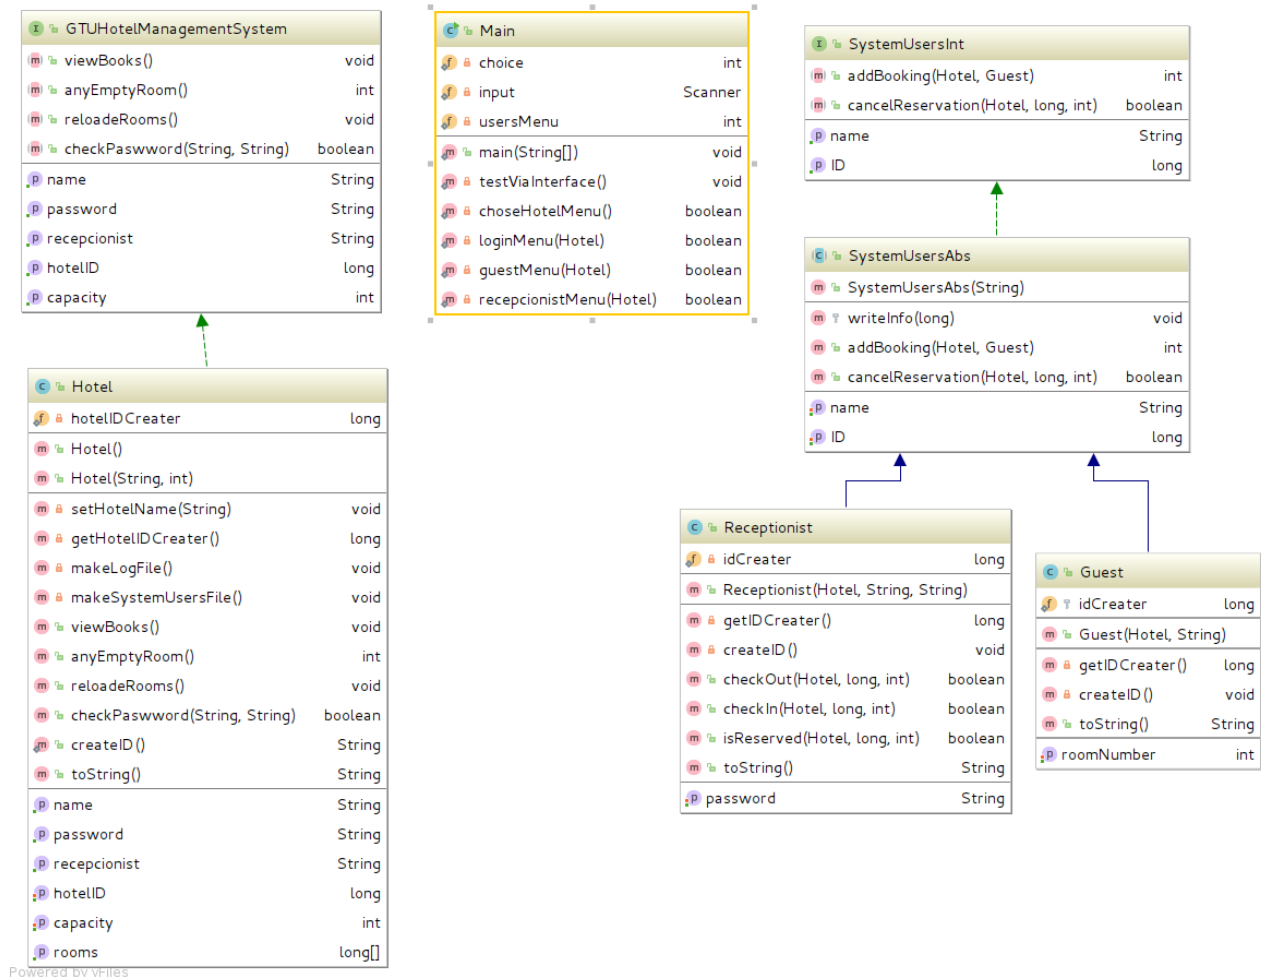 GTUHotelManagementSystem
viewBooks() void
anyEmptyRoom() int
reloadeRooms() void
checkPaswword(String, String) boolean
name String
password String
recepcionist String
hotelID long
capacity int
Hotel
hotelIDCreater long
Hotel()
Hotel(String, int)
setHotelName(String) void
getHotelIDCreater() long
makeLogFile() void
makeSystemUsersFile() void
viewBooks() void
anyEmptyRoom() int
reloadeRooms() void
checkPaswword(String, String) boolean
createID() String
toString() String
name String
password String
recepcionist String
hotelID long
capacity int
rooms long[]
Main
choice int
input Scanner
usersMenu int
main(String[]) void
testViaInterface() void
choseHotelMenu() boolean
loginMenu(Hotel) boolean
guestMenu(Hotel) boolean
recepcionistMenu(Hotel) boolean
SystemUsersInt
addBooking(Hotel, Guest) int
cancelReservation(Hotel, long, int) boolean
name String
ID long
SystemUsersAbs
SystemUsersAbs(String)
writeInfo(long) void
addBooking(Hotel, Guest) int
cancelReservation(Hotel, long, int) boolean
name String
ID long
Receptionist
idCreater long
Receptionist(Hotel, String, String)
getIDCreater() long
createID() void
checkOut(Hotel, long, int) boolean
checkIn(Hotel, long, int) boolean
isReserved(Hotel, long, int) boolean
toString() String
password String
Guest
idCreater long
Guest(Hotel, String)
getIDCreater() long
createID() void
toString() String
roomNumber int
Powered by yFiles